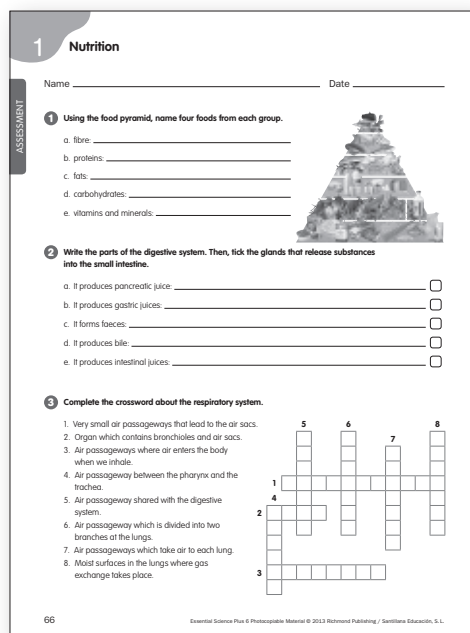 1
Nutrition
ASSESSMENT
Name
Date
1 Using the food pyramid, name four foods from each group.
a. fibre:
b. proteins:
c. fats:
d. carbohydrates:
e. vitamins and minerals:
2 Write the parts of the digestive system. Then, tick the glands that release substances
into the small intestine.
a. It produces pancreatic juice:
b. It produces gastric juices:
c. It forms faeces:
d. It produces bile:
e. It produces intestinal juices:
3 Complete the crossword about the respiratory system.
1. Very small air passageways that lead to the air sacs.
2. Organ which contains bronchioles and air sacs.
3. Air passageways where air enters the body
when we inhale.
4. Air passageway between the pharynx and the
trachea.
5. Air passageway shared with the digestive
system.
6. Air passageway which is divided into two
branches at the lungs.
7. Air passageways which take air to each lung.
8. Moist surfaces in the lungs where gas
exchange takes place.
5 6 8
7
1
4
2
3
66
Essential Science Plus 6 Photocopiable Material © 2013 Richmond Publishing / Santillana Educación, S. L.